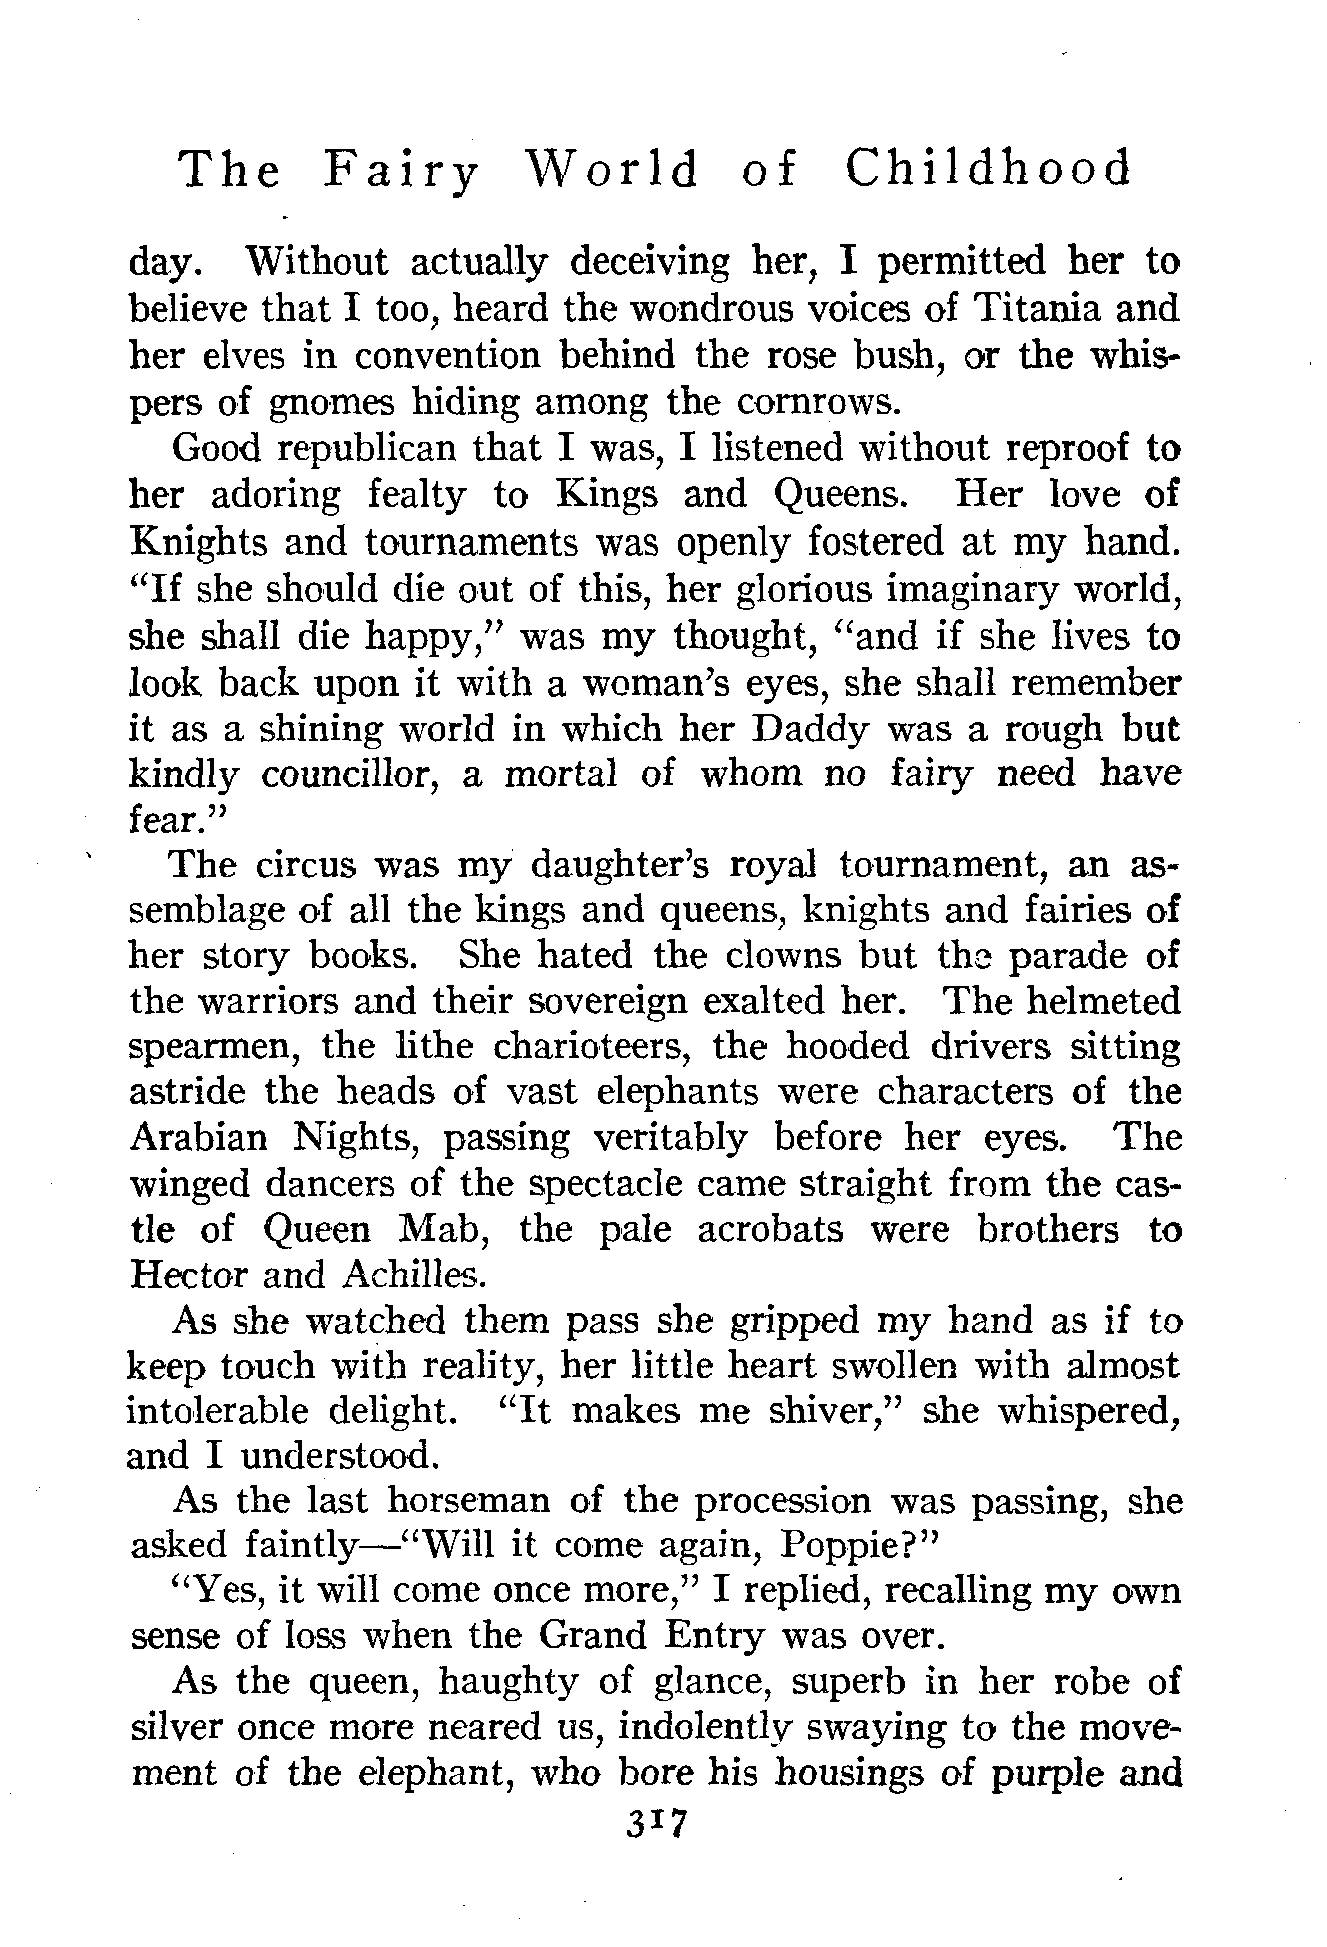 The Fairy World of Childhood
day. Without actually deceiving her, I permitted her to
believe that I too, heard the wondrous voices of Titania and
her elves in convention behind the rose bush, or the whis-
pers of gnomes hiding among the cornrows.
Good republican that I was, I listened without reproof to
her adoring fealty to Kings and Queens. Her love of
Knights and tournaments was openly fostered at my hand.
“If she should die out of this, her glorious imaginary world,
she shall die happy,” was my thought, “and if she lives to
look back upon it with a woman’s eyes, she shall remember
it as a shining world in which her Daddy was a rough but
kindly councillor, a mortal of whom no fairy need have
fear.”
The circus was my daughter’s royal tournament, an as-
semblage of all the kings and queens, knights and fairies of
her story books. She hated the clowns but the parade of
the warriors and their sovereign exalted her. The helmeted
spearmen, the lithe charioteers, the hooded drivers sitting
astride the heads of vast elephants were characters of the
Arabian Nights, passing veritably before her eyes. The
winged dancers of the spectacle came straight from the cas-
tle of Queen Mab, the pale acrobats were brothers to
Hector and Achilles.
As she watched them pass she gripped my hand as if to
keep touch with reality, her little heart swollen with almost
intolerable delight. “It makes me shiver,” she whispered,
and I understood.
As the last horseman of the procession was passing, she
asked faintly—“Will it come again, Poppie?”
“Yes, it will come once more,” I replied, recalling my own
sense of loss when the Grand Entry was over.
As the queen, haughty of glance, superb in her robe of
silver once more neared us, indolently swaying to the move-
ment of the elephant, who bore his housings of purple and
317